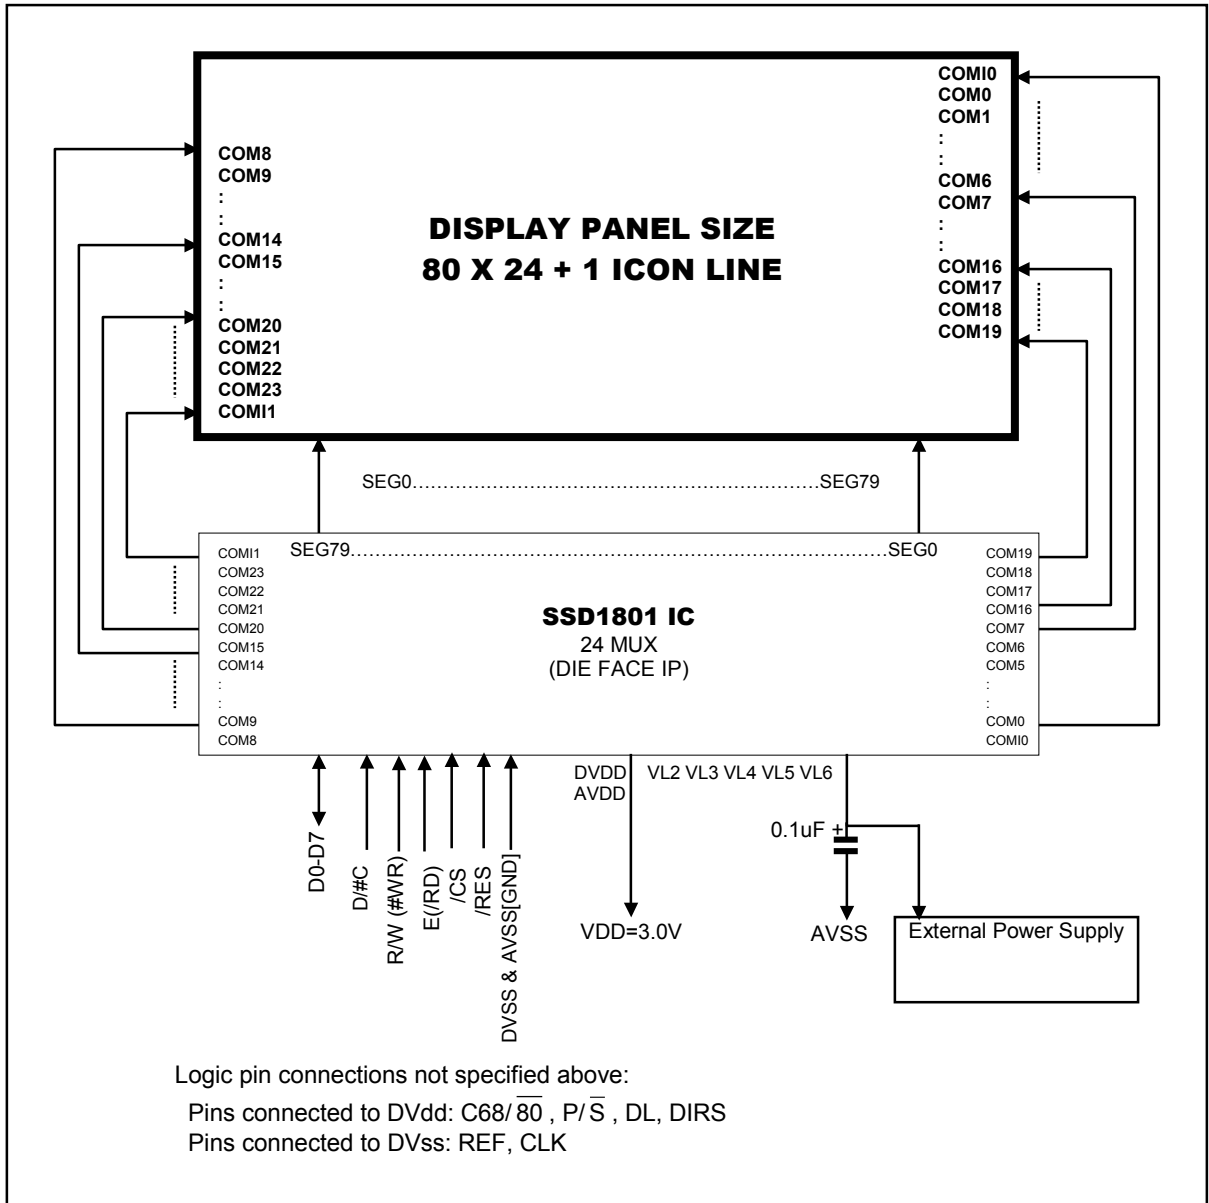 COMI0
COM0
COM1
:
:
COM6
COM7
:
:
COM16
COM17
COM18
COM19
COM8
COM9
:
:
COM14
COM15
:
:
COM20
COM21
COM22
COM23
COMI1
DISPLAY PANEL SIZE
80 X 24 + 1 ICON LINE
SEG0....................................................................SEG79
SEG79........................................................................................SEG0
COMI1
COM23
COM22
COM21
COM20
COM15
COM14
:
:
COM9
COM8
SSD1801 IC
24 MUX
(DIE FACE IP)
COM19
COM18
COM17
COM16
COM7
COM6
COM5
:
:
COM0
COMI0
DVDD
AVDD
VL2 VL3 VL4 VL5 VL6
0.1uF +
D0-D7
D/#C
R/W (#WR)
E(/RD)
/CS
/RES
DVSS & AVSS[GND]
VDD=3.0V
AVSS
External Power Supply
Logic pin connections not specified above:
Pins connected to DVdd: C68/ 8̅0̅ , P/ S̅ , DL, DIRS
Pins connected to DVss: REF, CLK